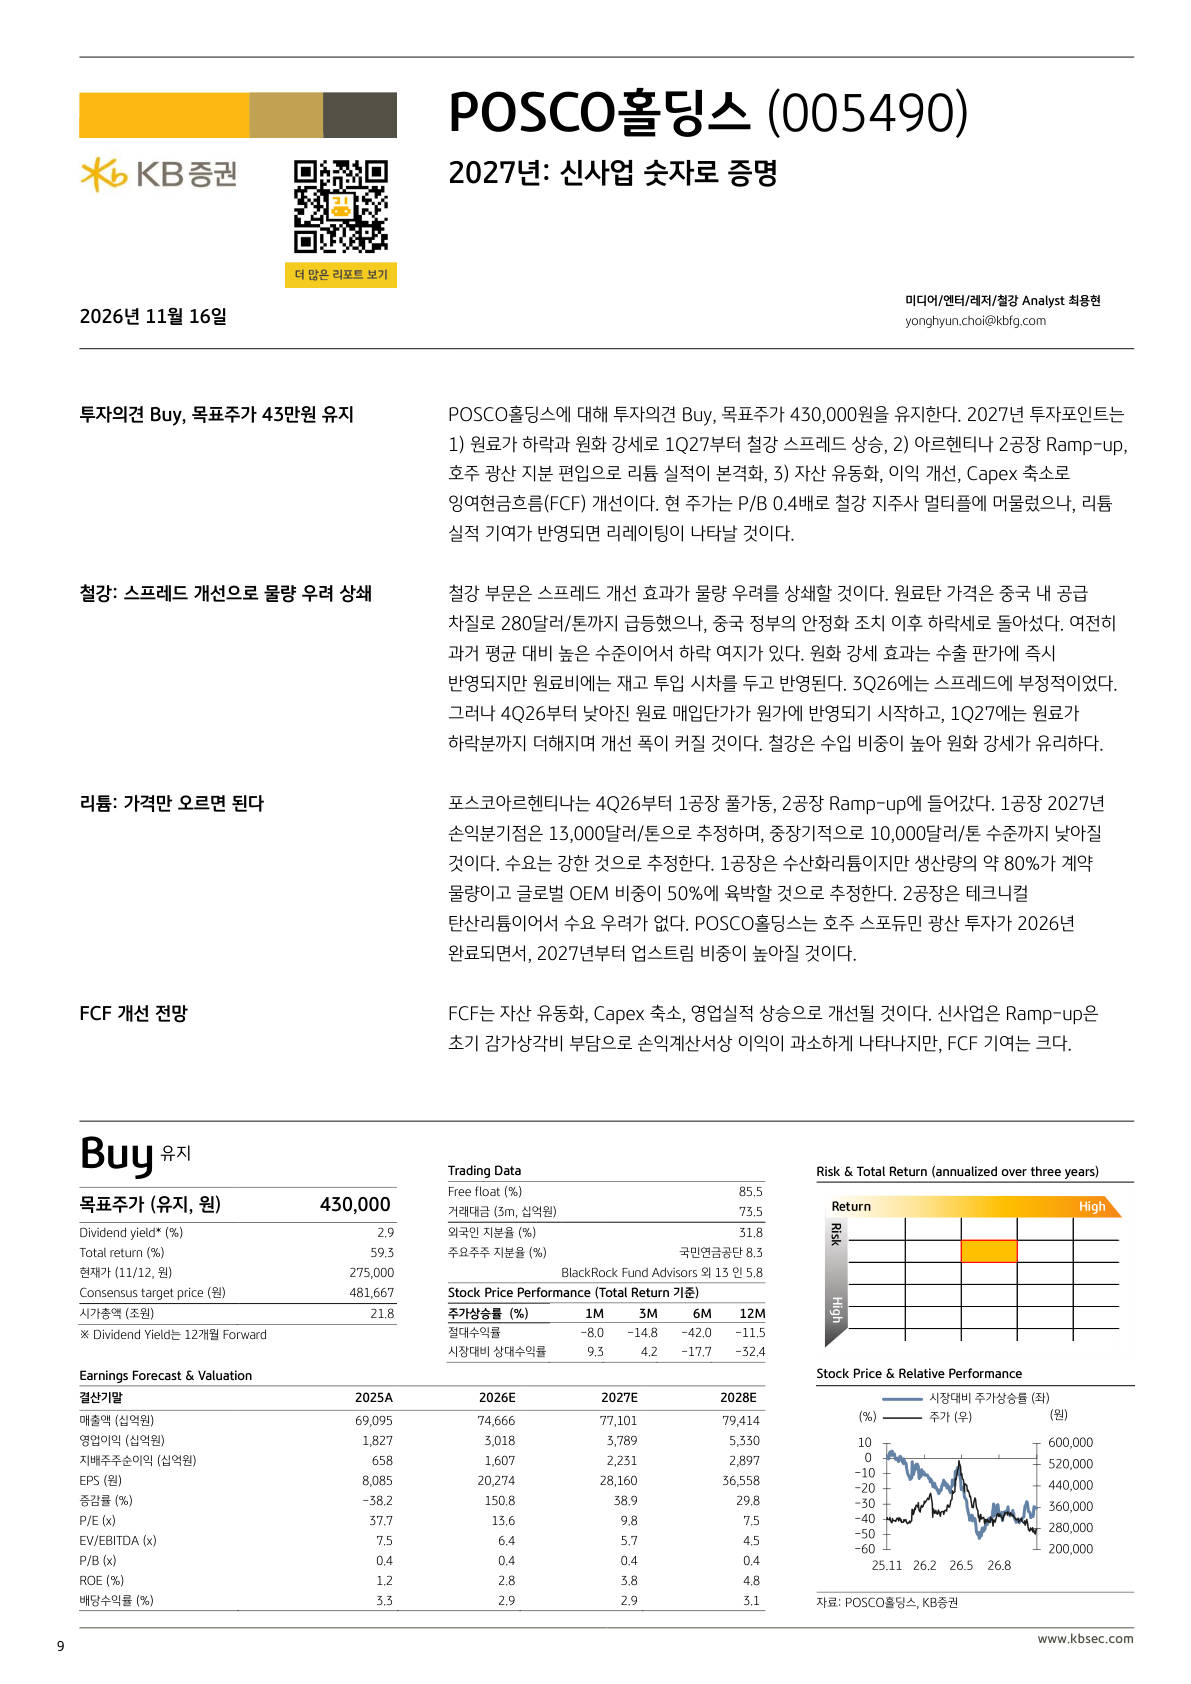 POSCO홀딩스 (005490)
2027년: 신사업 숫자로 증명
KB증권
더 많은 리포트 보기
2026년 11월 16일
미디어/엔터/레저/철강 Analyst 최용현
yonghyun.choi@kbfg.com
투자의견 Buy, 목표주가 43만원 유지
POSCO홀딩스에 대해 투자의견 Buy, 목표주가 430,000원을 유지한다. 2027년 투자포인트는
1) 원료가 하락과 원화 강세로 1Q27부터 철강 스프레드 상승, 2) 아르헨티나 2공장 Ramp-up,
호주 광산 지분 편입으로 리튬 실적이 본격화, 3) 자산 유동화, 이익 개선, Capex 축소로
잉여현금흐름(FCF) 개선이다. 현 주가는 P/B 0.4배로 철강 지주사 멀티플에 머물렀으나, 리튬
실적 기여가 반영되면 리레이팅이 나타날 것이다.
철강: 스프레드 개선으로 물량 우려 상쇄
철강 부문은 스프레드 개선 효과가 물량 우려를 상쇄할 것이다. 원료탄 가격은 중국 내 공급
차질로 280달러/톤까지 급등했으나, 중국 정부의 안정화 조치 이후 하락세로 돌아섰다. 여전히
과거 평균 대비 높은 수준이어서 하락 여지가 있다. 원화 강세 효과는 수출 판가에 즉시
반영되지만 원료비에는 재고 투입 시차를 두고 반영된다. 3Q26에는 스프레드에 부정적이었다.
그러나 4Q26부터 낮아진 원료 매입단가가 원가에 반영되기 시작하고, 1Q27에는 원료가
하락분까지 더해지며 개선 폭이 커질 것이다. 철강은 수입 비중이 높아 원화 강세가 유리하다.
리튬: 가격만 오르면 된다
포스코아르헨티나는 4Q26부터 1공장 풀가동, 2공장 Ramp-up에 들어갔다. 1공장 2027년
손익분기점은 13,000달러/톤으로 추정하며, 중장기적으로 10,000달러/톤 수준까지 낮아질
것이다. 수요는 강한 것으로 추정한다. 1공장은 수산화리튬이지만 생산량의 약 80%가 계약
물량이고 글로벌 OEM 비중이 50%에 육박할 것으로 추정한다. 2공장은 테크니컬
탄산리튬이어서 수요 우려가 없다. POSCO홀딩스는 호주 스포듀민 광산 투자가 2026년
완료되면서, 2027년부터 업스트림 비중이 높아질 것이다.
FCF 개선 전망
FCF는 자산 유동화, Capex 축소, 영업실적 상승으로 개선될 것이다. 신사업은 Ramp-up은
초기 감가상각비 부담으로 손익계산서상 이익이 과소하게 나타나지만, FCF 기여는 크다.
Buy 유지
목표주가 (유지, 원) 430,000
Dividend yield* (%) 2.9
Total return (%) 59.3
현재가 (11/12, 원) 275,000
Consensus target price (원) 481,667
시가총액 (조원) 21.8
※ Dividend Yield는 12개월 Forward
Trading Data
Free float (%) 85.5
거래대금 (3m, 십억원) 73.5
외국인 지분율 (%) 31.8
주요주주 지분율 (%) 국민연금공단 8.3
BlackRock Fund Advisors 외 13 인 5.8
Stock Price Performance (Total Return 기준)
주가상승률 (%) 1M 3M 6M 12M
절대수익률 -8.0 -14.8 -42.0 -11.5
시장대비 상대수익률 9.3 4.2 -17.7 -32.4
Earnings Forecast & Valuation
결산기말 2025A 2026E 2027E 2028E
매출액 (십억원) 69,095 74,666 77,101 79,414
영업이익 (십억원) 1,827 3,018 3,789 5,330
지배주주순이익 (십억원) 658 1,607 2,231 2,897
EPS (원) 8,085 20,274 28,160 36,558
증감률 (%) -38.2 150.8 38.9 29.8
P/E (x) 37.7 13.6 9.8 7.5
EV/EBITDA (x) 7.5 6.4 5.7 4.5
P/B (x) 0.4 0.4 0.4 0.4
ROE (%) 1.2 2.8 3.8 4.8
배당수익률 (%) 3.3 2.9 2.9 3.1
Risk & Total Return (annualized over three years)
Return High
Risk
High
Stock Price & Relative Performance
시장대비 주가상승률 (좌)
(%) 주가 (우) (원)
10 600,000
0 520,000
-10 440,000
-20 360,000
-30 280,000
-40 200,000
-50
-60
25.11 26.2 26.5 26.8
자료: POSCO홀딩스, KB증권
9
www.kbsec.com